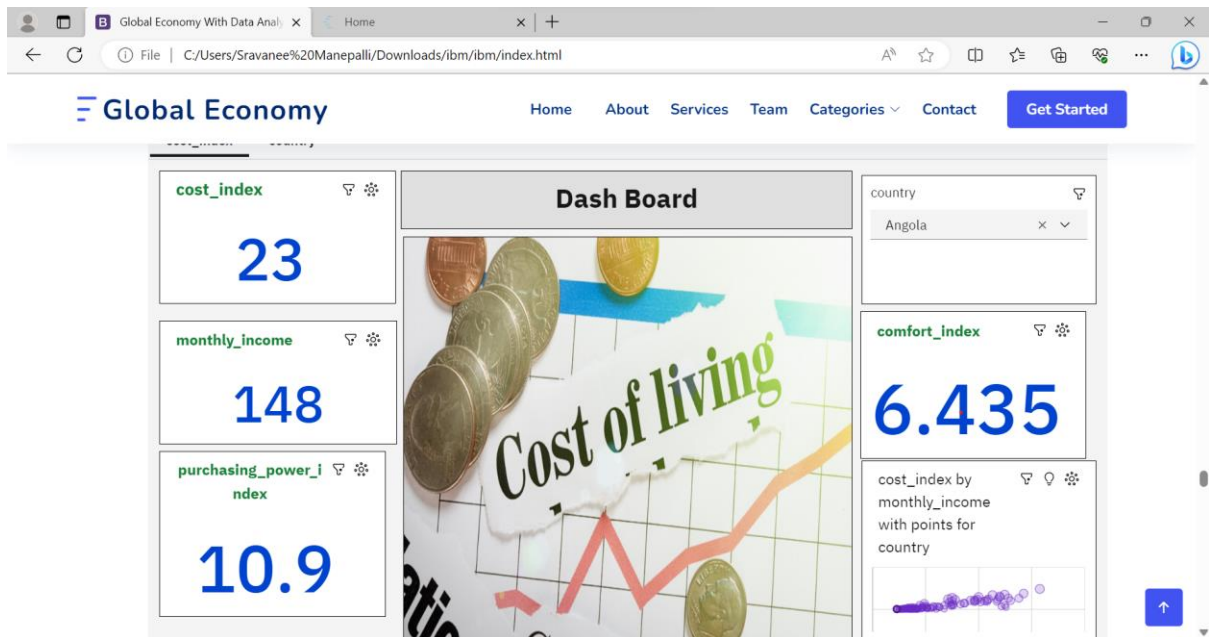 Global Economy With Data Analy
Home
File | C:/Users/Sravanee%20Manepalli/Downloads/ibm/ibm/index.html
Global Economy
Home About Services Team Categories Contact Get Started
cost_index country
cost_index
23
Dash Board
country
Angola
monthly_income
148
comfort_index
6.435
purchasing_power_i
ndex
10.9
Cost of living
cost_index by
monthly_income
with points for
country